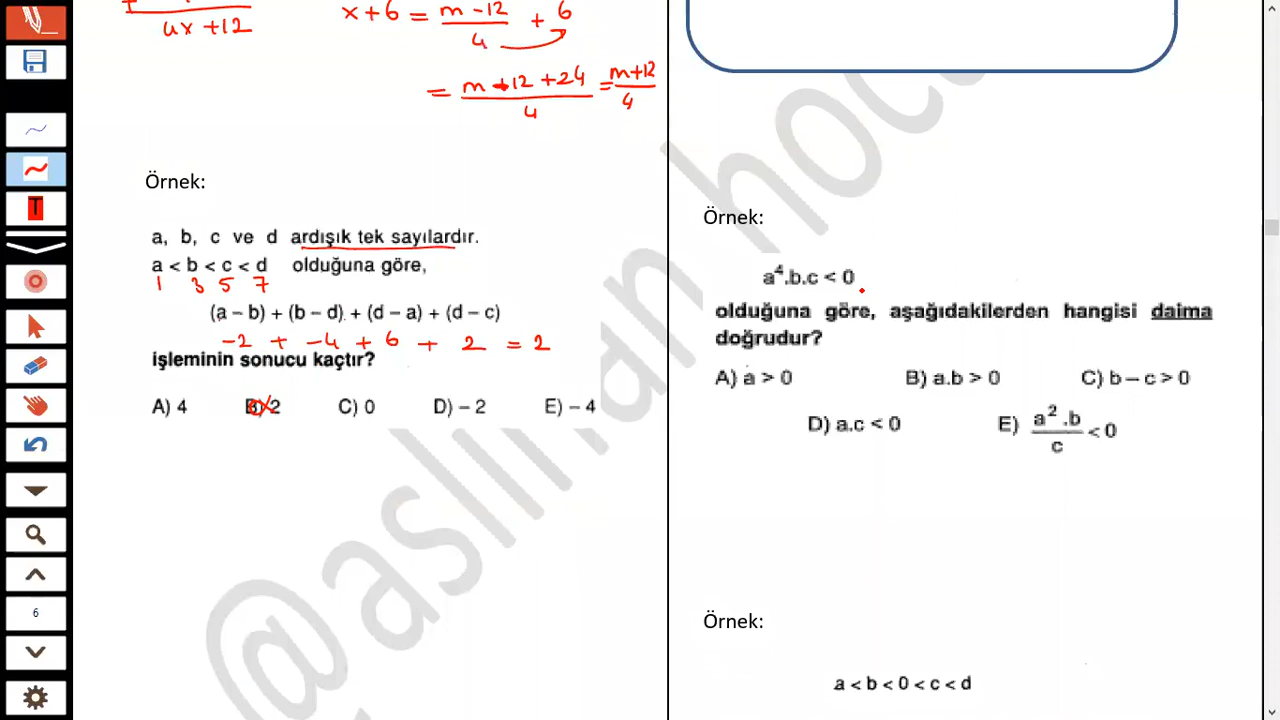 4x+12
x+6 = m-12/4 + 6
= m-12+24/4 = m+12/4
Örnek:
a, b, c ve d ardışık tek sayılardır.
a < b < c < d olduğuna göre,
1 3 5 7
(a – b) + (b – d) + (d – a) + (d – c)
-2 + -4 + 6 + 2 = 2
işleminin sonucu kaçtır?
A) 4 B) 2 C) 0 D) – 2 E) – 4
Örnek:
a⁴.b.c < 0
olduğuna göre, aşağıdakilerden hangisi daima
doğrudur?
A) a > 0 B) a.b > 0 C) b – c > 0
D) a.c < 0 E) a² .b/c < 0
Örnek:
a < b < 0 < c < d
T
6
@aslıhan hoca